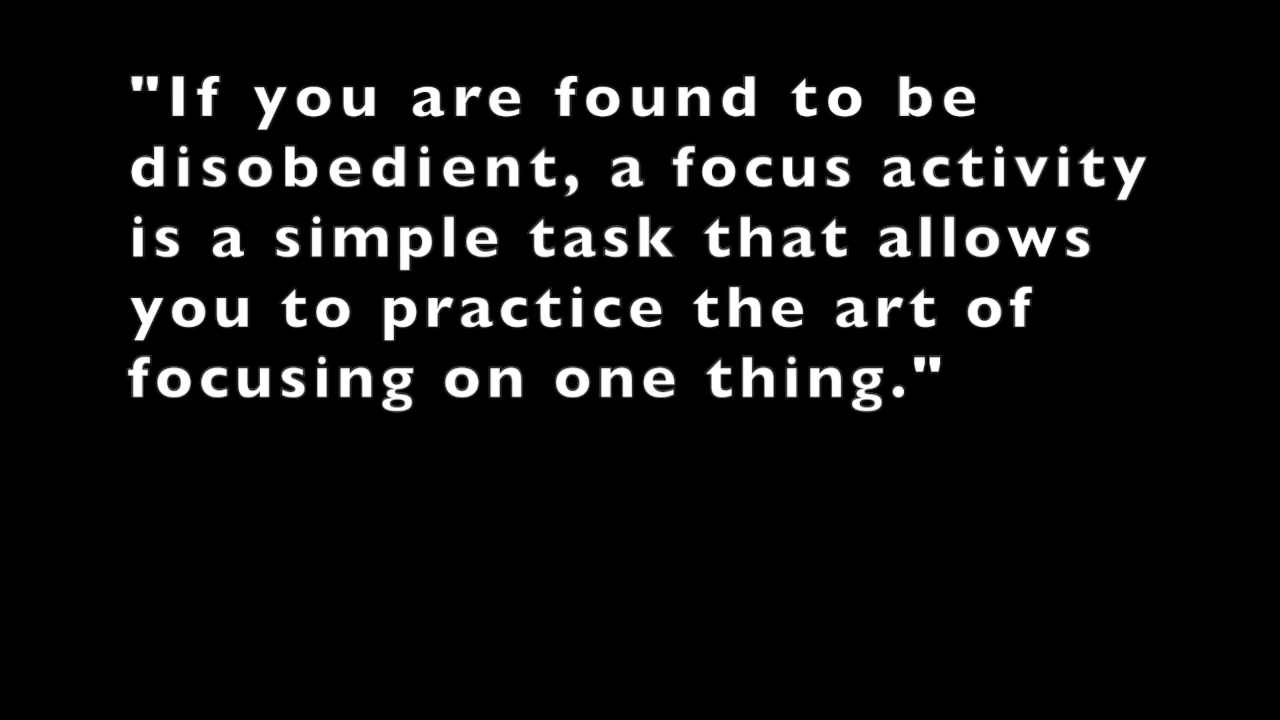 "If you are found to be
disobedient, a focus activity
is a simple task that allows
you to practice the art of
focusing on one thing."